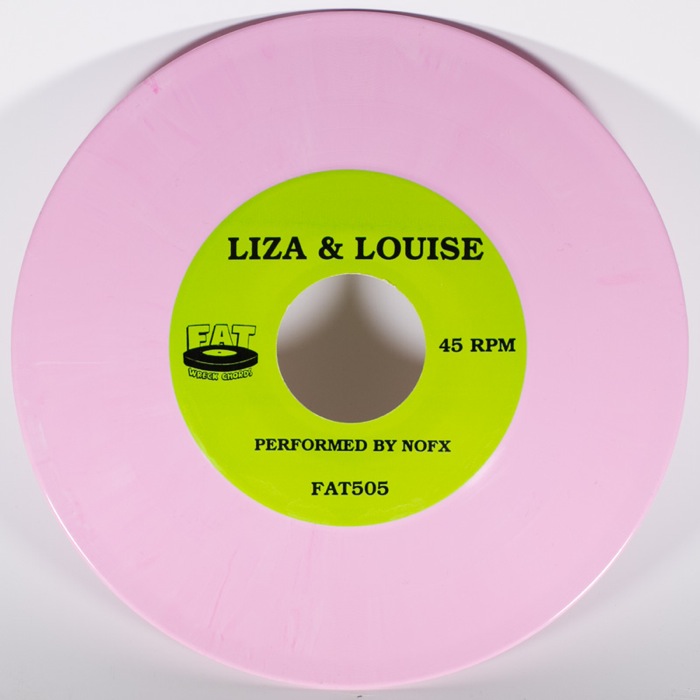 LIZA & LOUISE
FAT
WRECK CHORDS
45 RPM
PERFORMED BY NOFX
FAT505